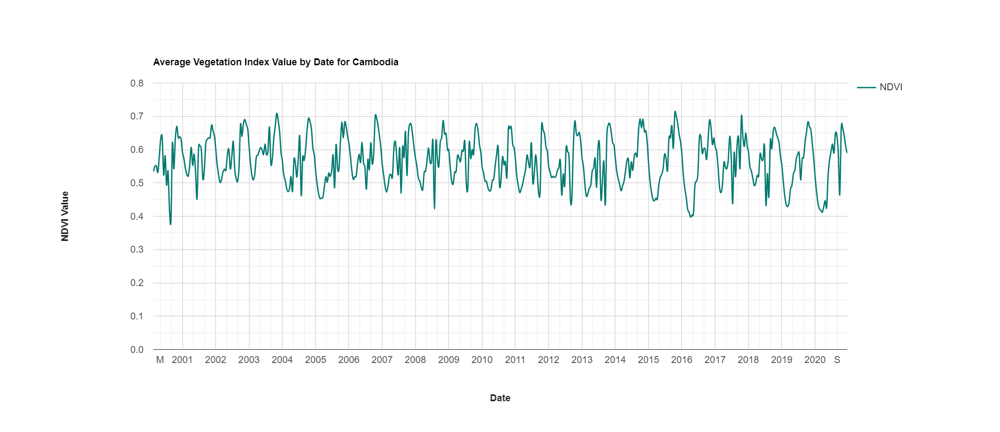 Average Vegetation Index Value by Date for Cambodia
NDVI
0.8
0.7
0.6
0.5
0.4
0.3
0.2
0.1
0.0
NDVI Value
M 2001 2002 2003 2004 2005 2006 2007 2008 2009 2010 2011 2012 2013 2014 2015 2016 2017 2018 2019 2020 S
Date